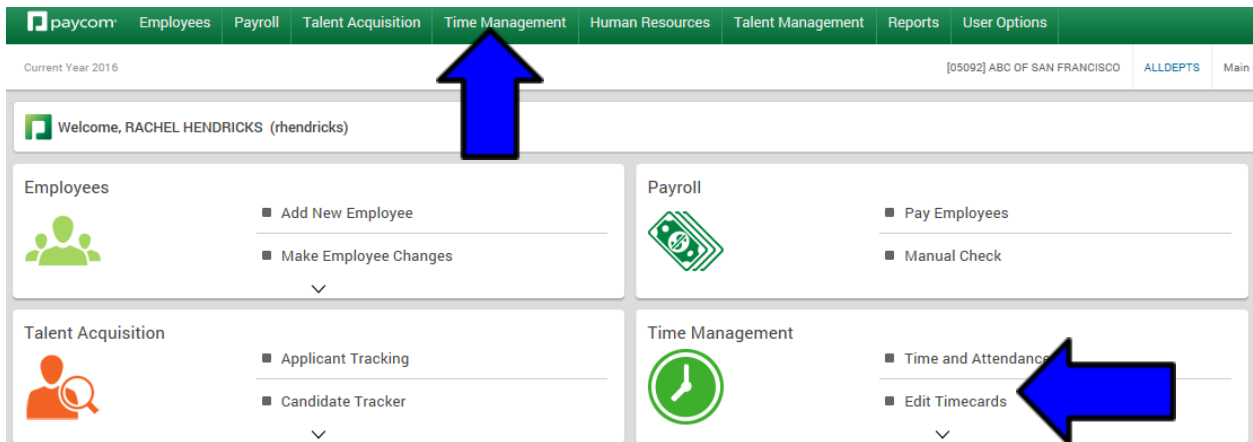 paycom Employees Payroll Talent Acquisition Time Management Human Resources Talent Management Reports User Options
Current Year 2016 [05092] ABC OF SAN FRANCISCO ALLDEPTS Main
Welcome, RACHEL HENDRICKS (rhendricks)
Employees
Add New Employee
Make Employee Changes
Payroll
Pay Employees
Manual Check
Talent Acquisition
Applicant Tracking
Candidate Tracker
Time Management
Time and Attendance
Edit Timecards